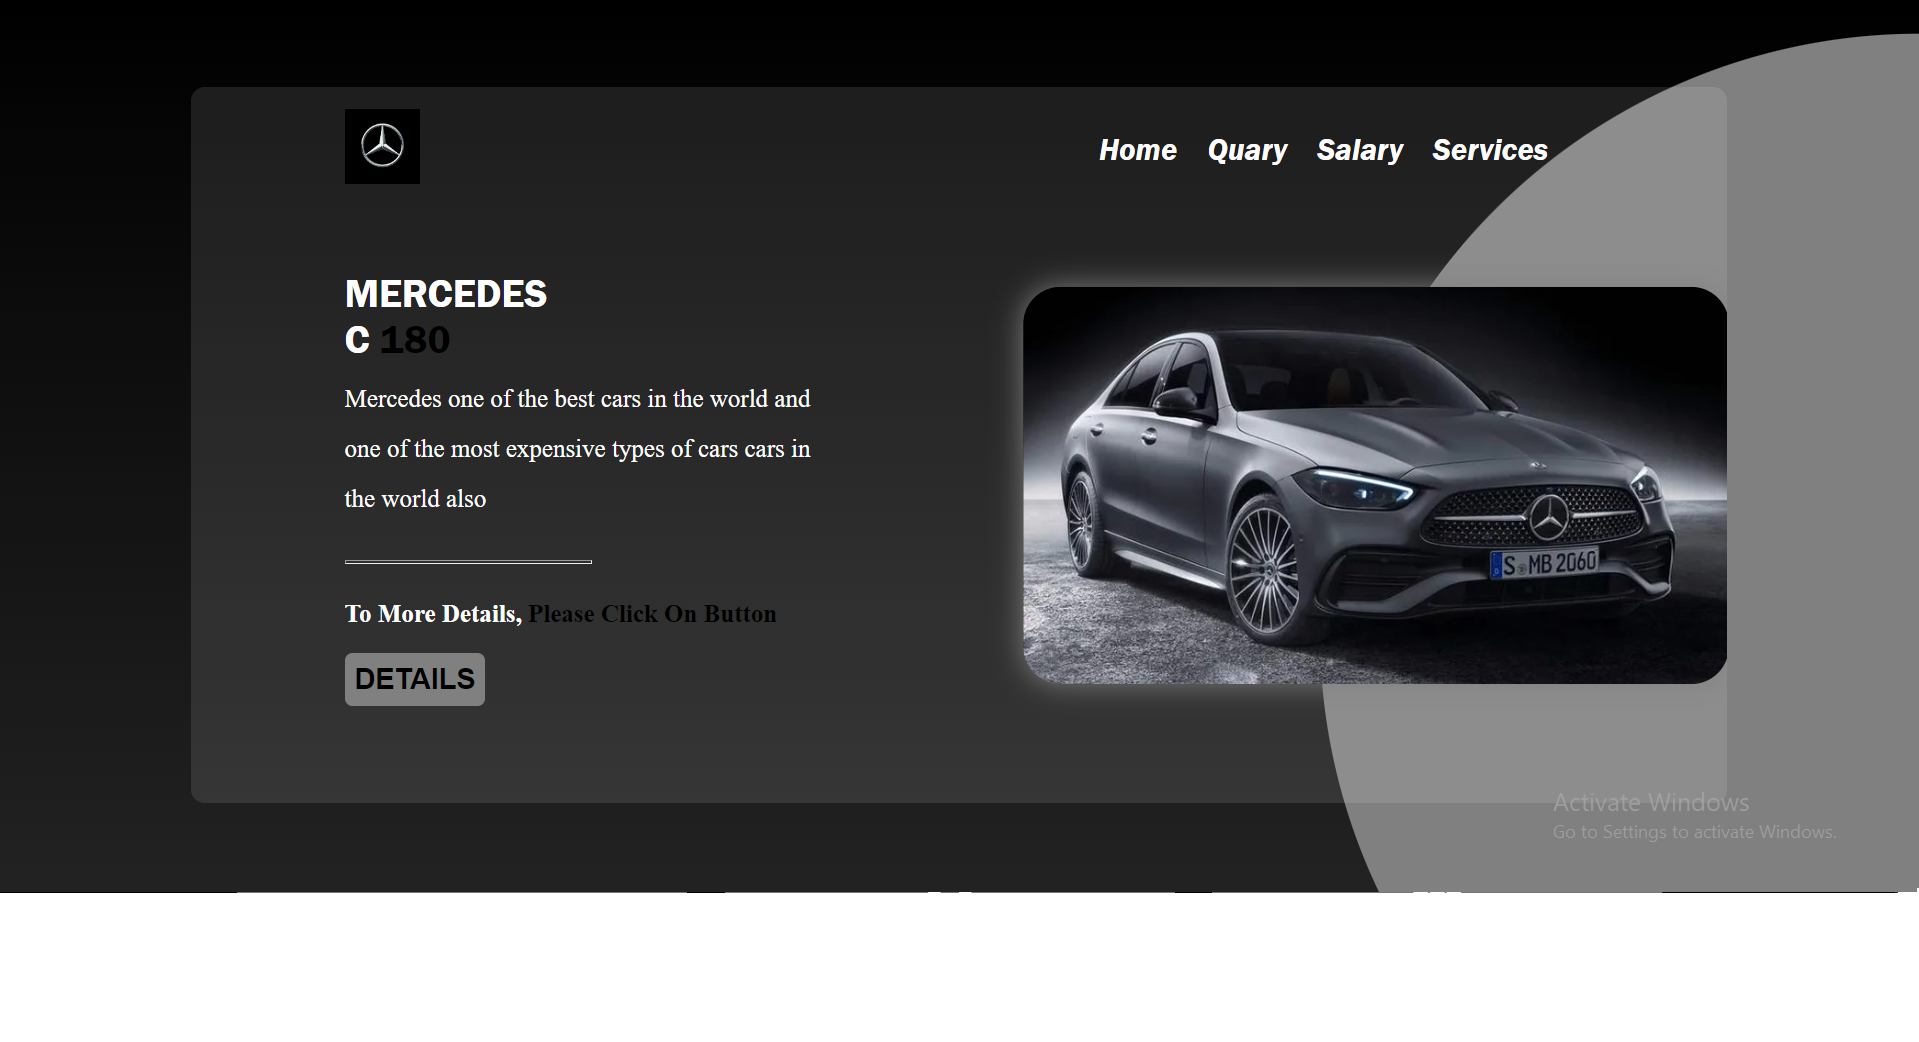 Home Quary Salary Services
MERCEDES
C 180
Mercedes one of the best cars in the world and
one of the most expensive types of cars cars in
the world also
To More Details, Please Click On Button
DETAILS
S MB 2060
Activate Windows
Go to Settings to activate Windows.